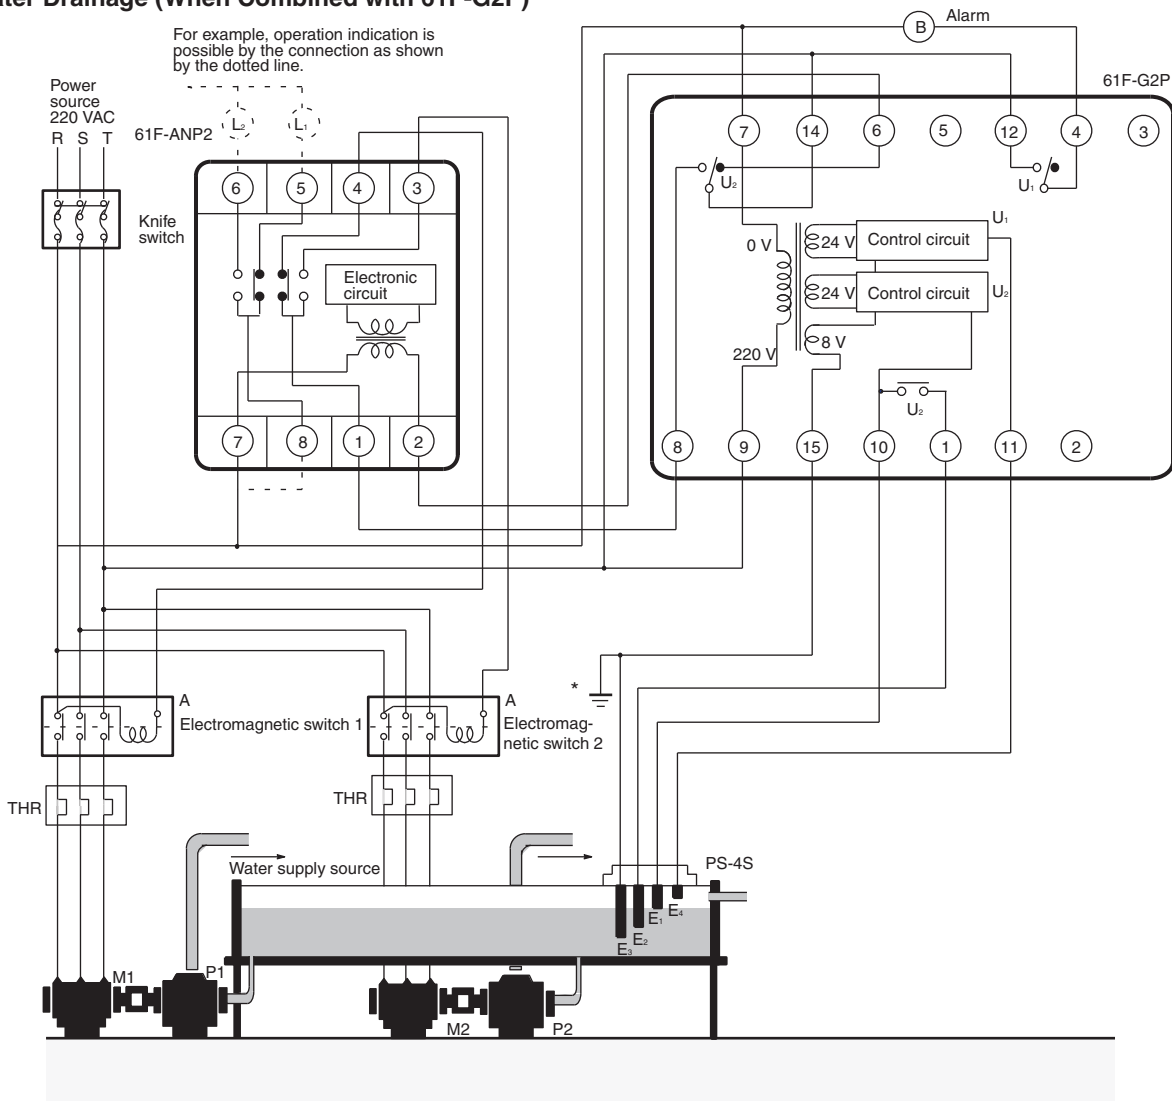 ter Drainage (When Combined with 61F-G2P)
For example, operation indication is
possible by the connection as shown
by the dotted line.
Power
source
220 VAC
R S T
61F-ANP2
L2 L1
6 5 4 3
Knife
switch
Electronic
circuit
7 8 1 2
B Alarm
61F-G2P
7 14 6 5 12 4 3
U2
U1
0 V
24 V Control circuit U1
24 V Control circuit U2
8 V
220 V
U2
8 9 15 10 1 11 2
*
A
Electromagnetic switch 1
A
Electromag-
netic switch 2
THR
THR
Water supply source
PS-4S
E3 E2 E1 E4
M1 P1
M2 P2